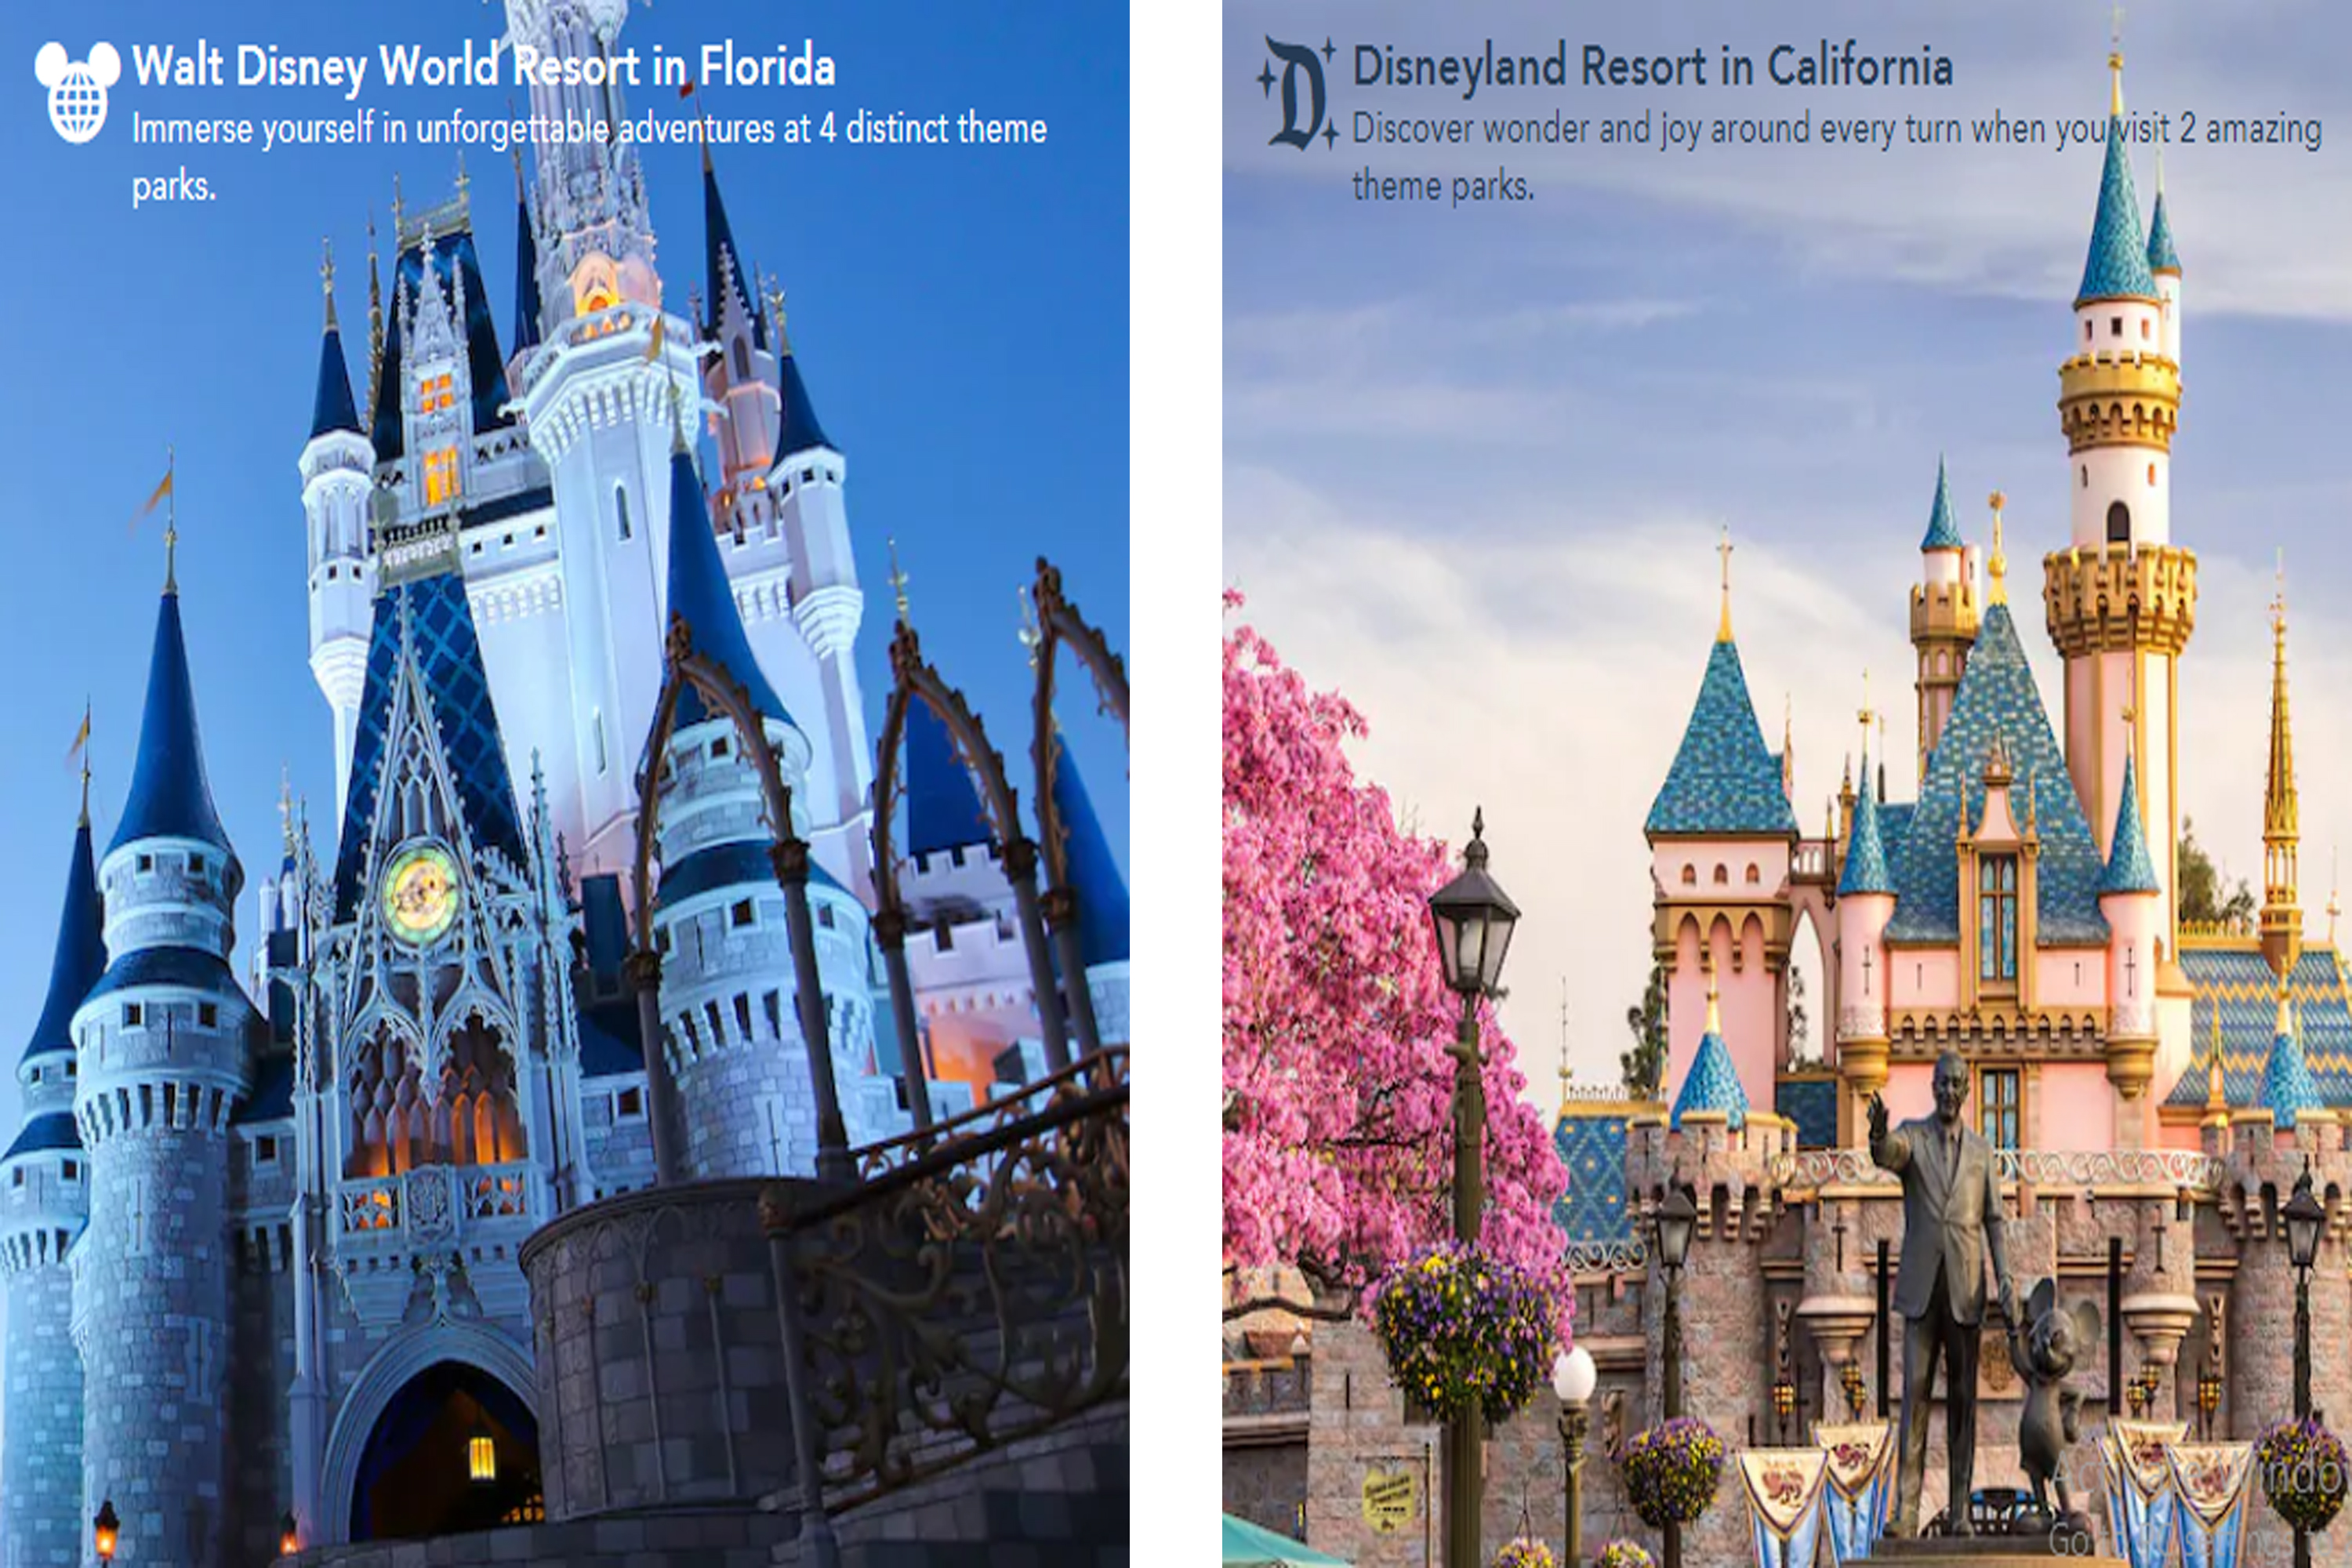 Walt Disney World Resort in Florida
Immerse yourself in unforgettable adventures at 4 distinct theme
parks.
Disneyland Resort in California
Discover wonder and joy around every turn when you visit 2 amazing
theme parks.